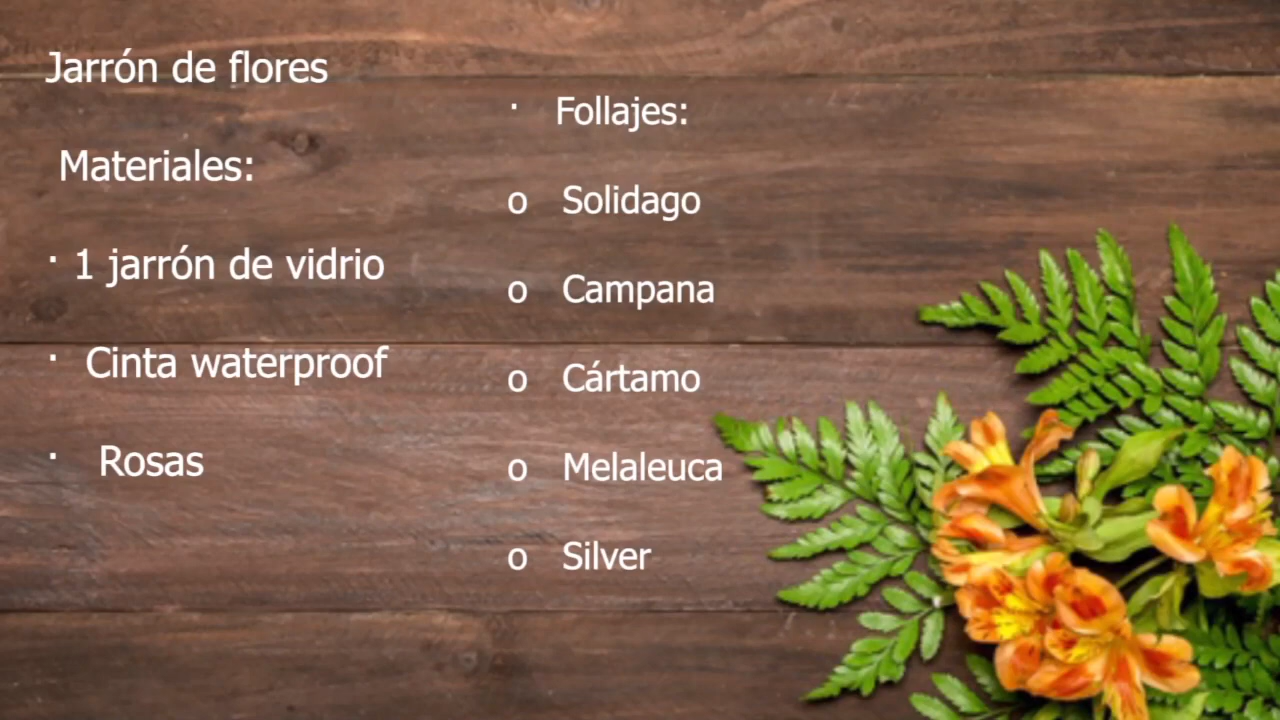 Jarrón de flores
Materiales:
· 1 jarrón de vidrio
· Cinta waterproof
· Rosas
· Follajes:
o Solidago
o Campana
o Cártamo
o Melaleuca
o Silver